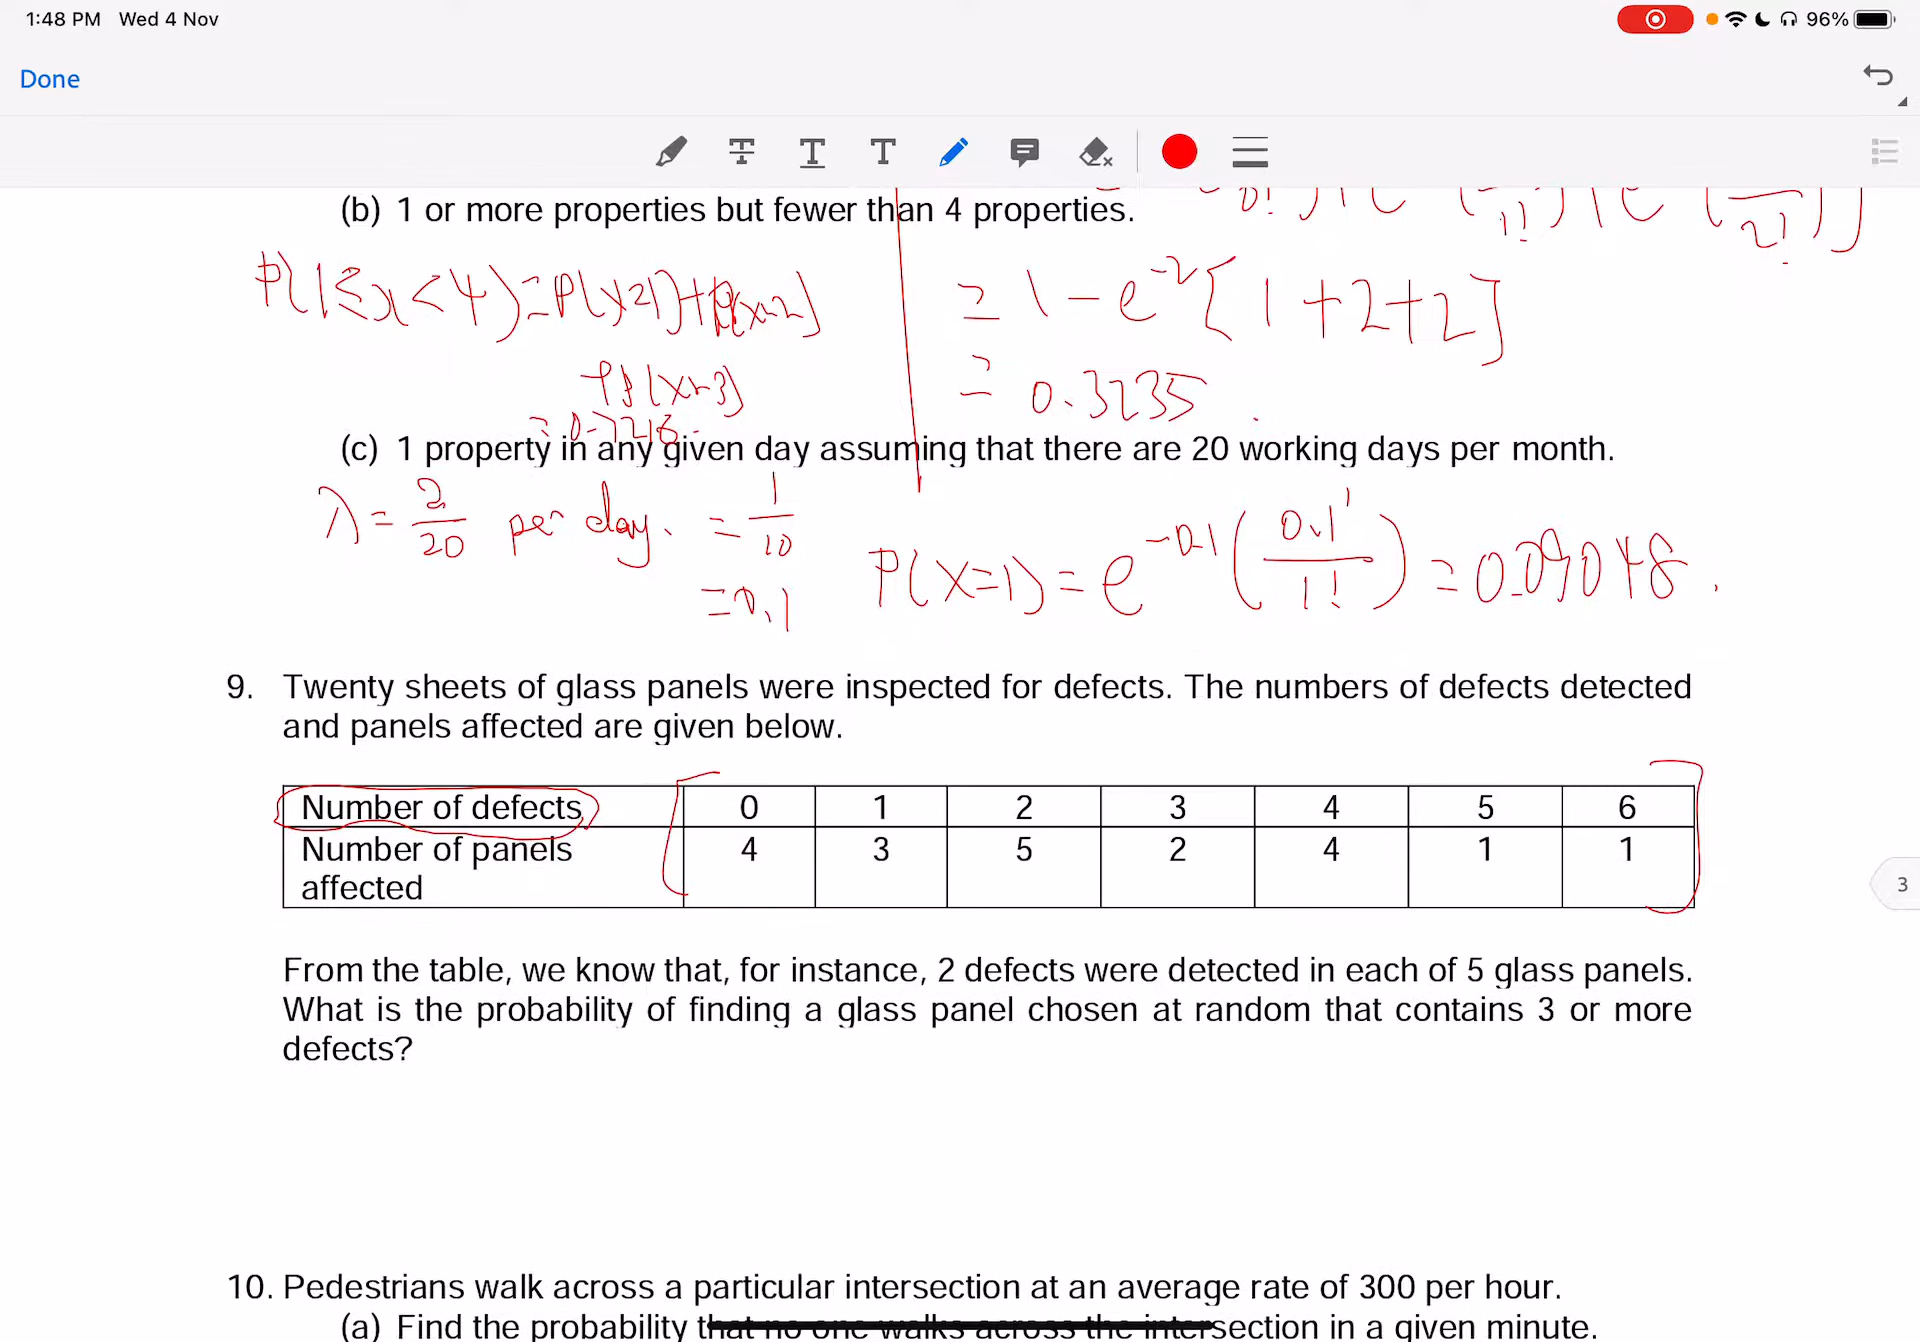 1:48 PM Wed 4 Nov
96%
Done
(b) 1 or more properties but fewer than 4 properties.
0! 1! 2!
P(1≤x<4)=P(x=1)+P(x=2)
+P(x=3)
=0.7218
= 1 - e^-2 [1+2+2]
= 0.3235.
(c) 1 property in any given day assuming that there are 20 working days per month.
λ = 2/20 per day. = 1/10
=0.1
P(X=1) = e^-0.1 (0.1^1/1!) = 0.09048.
9. Twenty sheets of glass panels were inspected for defects. The numbers of defects detected
and panels affected are given below.
Number of defects 0 1 2 3 4 5 6
Number of panels 4 3 5 2 4 1 1
affected
3
From the table, we know that, for instance, 2 defects were detected in each of 5 glass panels.
What is the probability of finding a glass panel chosen at random that contains 3 or more
defects?
10. Pedestrians walk across a particular intersection at an average rate of 300 per hour.
(a) Find the probability that no one walks across the intersection in a given minute.